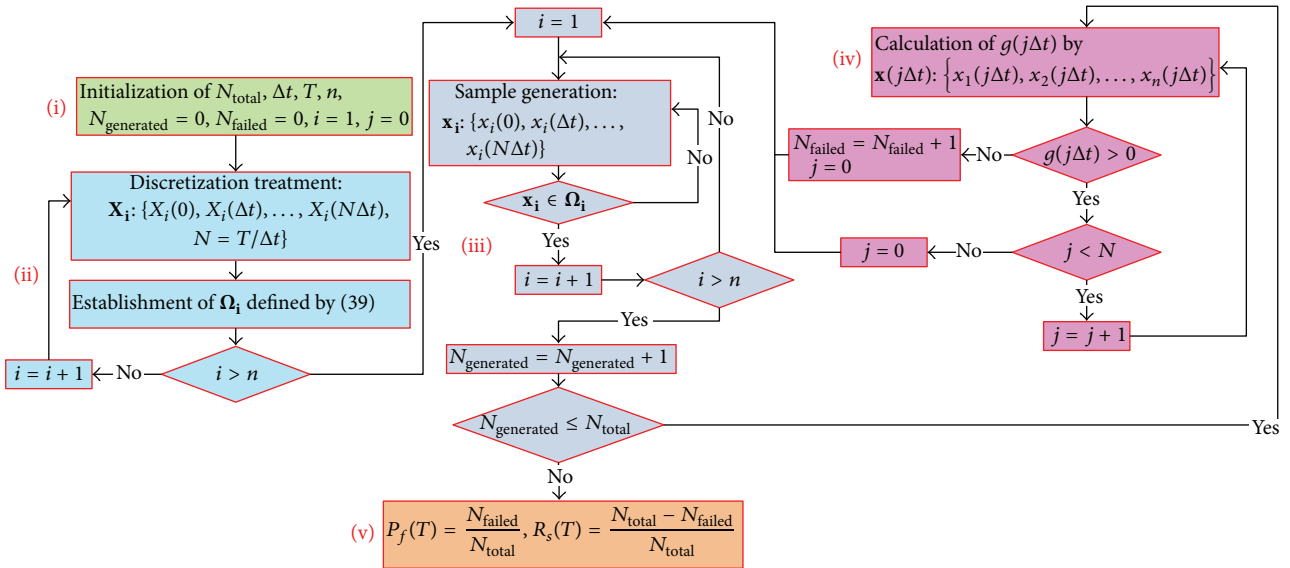 (i)
Initialization of N_total, Δt, T, n,
N_generated = 0, N_failed = 0, i = 1, j = 0
(ii)
Discretization treatment:
X_i: {X_i(0), X_i(Δt), . . . , X_i(NΔt),
N = T/Δt}
Establishment of Ω_i defined by (39)
i > n
No
i = i + 1
Yes
(iii)
i = 1
Sample generation:
x_i: {x_i(0), x_i(Δt), . . . ,
x_i(NΔt)}
x_i ∈ Ω_i
No
Yes
i = i + 1
i > n
No
Yes
N_generated = N_generated + 1
N_generated ≤ N_total
Yes
No
(iv)
Calculation of g(jΔt) by
x(jΔt): {x_1(jΔt), x_2(jΔt), . . . , x_n(jΔt)}
g(jΔt) > 0
No
N_failed = N_failed + 1
j = 0
Yes
j < N
No
j = 0
Yes
j = j + 1
(v)
P_f(T) = N_failed / N_total, R_s(T) = (N_total − N_failed) / N_total